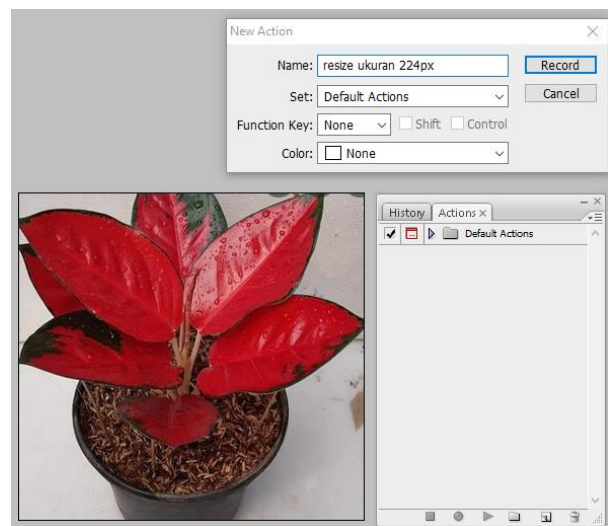 New Action
Name: resize ukuran 224px
Record
Set: Default Actions
Cancel
Function Key: None Shift Control
Color: None
History Actions ×
Default Actions